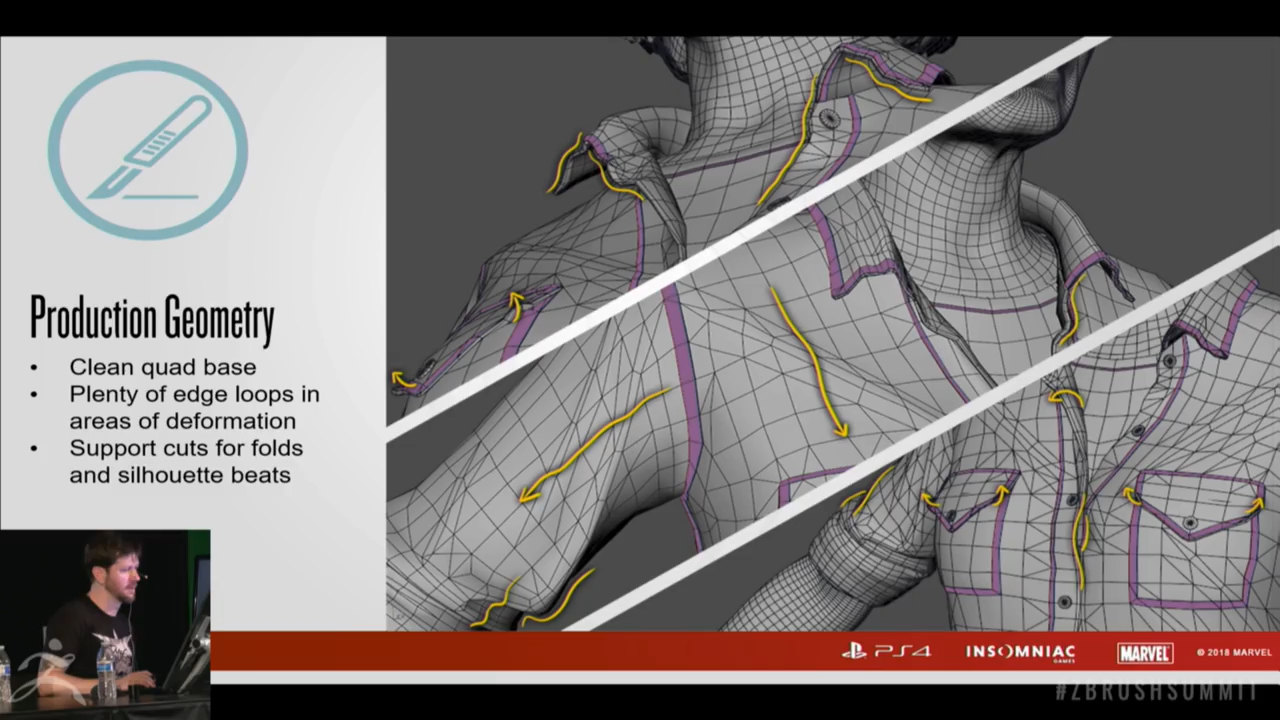 Production Geometry
• Clean quad base
• Plenty of edge loops in
areas of deformation
• Support cuts for folds
and silhouette beats
PS4
INSOMNIAC
GAMES
MARVEL
© 2018 MARVEL
#ZBRUSHSUMMIT